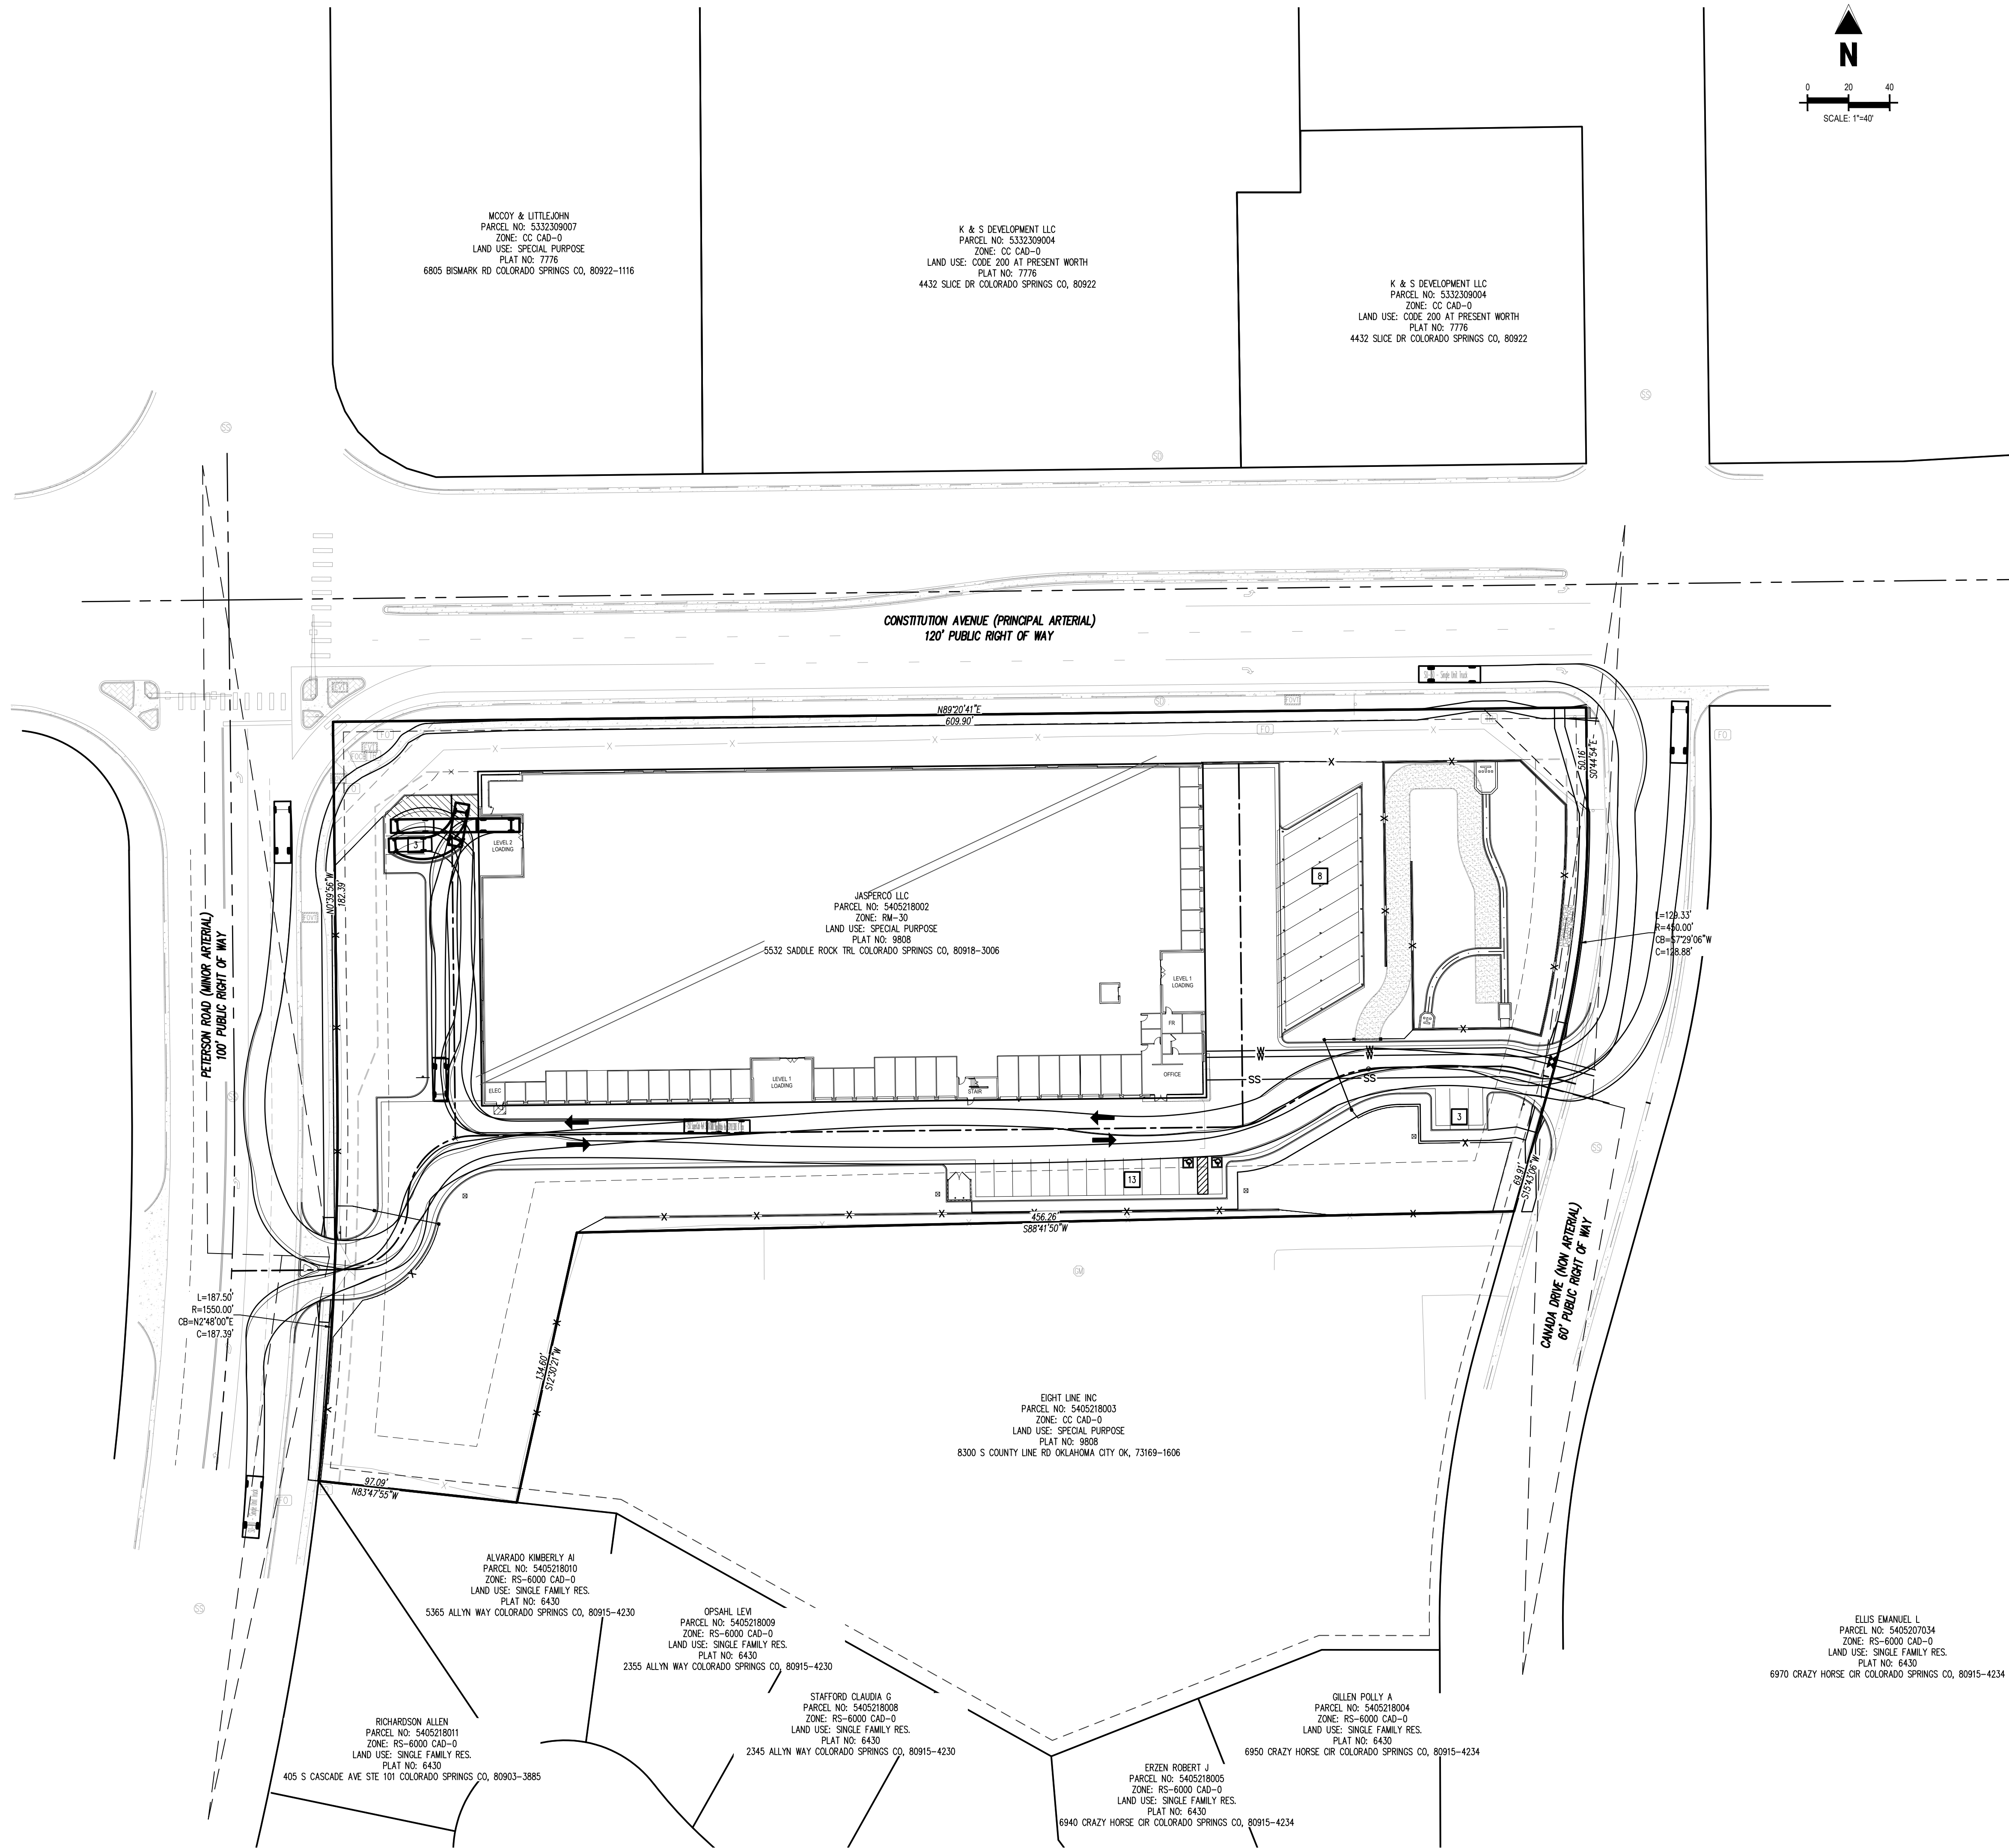 N
0 20 40
SCALE: 1"=40'
MCCOY & LITTLEJOHN
PARCEL NO: 5332309007
ZONE: CC CAD-0
LAND USE: SPECIAL PURPOSE
PLAT NO: 7776
6805 BISMARK RD COLORADO SPRINGS CO, 80922-1116
K & S DEVELOPMENT LLC
PARCEL NO: 5332309004
ZONE: CC CAD-0
LAND USE: CODE 200 AT PRESENT WORTH
PLAT NO: 7776
4432 SLICE DR COLORADO SPRINGS CO, 80922
K & S DEVELOPMENT LLC
PARCEL NO: 5332309004
ZONE: CC CAD-0
LAND USE: CODE 200 AT PRESENT WORTH
PLAT NO: 7776
4432 SLICE DR COLORADO SPRINGS CO, 80922
CONSTITUTION AVENUE (PRINCIPAL ARTERIAL)
120' PUBLIC RIGHT OF WAY
N89°20'41"E
609.90'
50.16'
S0°44'54"E
N0°39'56"W
182.39'
PETERSON ROAD (MINOR ARTERIAL)
100' PUBLIC RIGHT OF WAY
3
LEVEL 2
LOADING
JASPERCO LLC
PARCEL NO: 5405218002
ZONE: RM-30
LAND USE: SPECIAL PURPOSE
PLAT NO: 9808
5532 SADDLE ROCK TRL COLORADO SPRINGS CO, 80918-3006
8
L=129.33'
R=450.00'
CB=S7°29'06"W
C=128.88'
LEVEL 1
LOADING
FR
OFFICE
ELEC
LEVEL 1
LOADING
STAIR
W
W
SS
SS
3
13
69.91'
S15°43'06"W
456.26'
S88°41'50"W
CANADA DRIVE (NON ARTERIAL)
60' PUBLIC RIGHT OF WAY
L=187.50'
R=1550.00'
CB=N2°48'00"E
C=187.39'
134.60'
S12°30'21"W
97.09'
N83°47'55"W
EIGHT LINE INC
PARCEL NO: 5405218003
ZONE: CC CAD-0
LAND USE: SPECIAL PURPOSE
PLAT NO: 9808
8300 S COUNTY LINE RD OKLAHOMA CITY OK, 73169-1606
ALVARADO KIMBERLY AI
PARCEL NO: 5405218010
ZONE: RS-6000 CAD-0
LAND USE: SINGLE FAMILY RES.
PLAT NO: 6430
5365 ALLYN WAY COLORADO SPRINGS CO, 80915-4230
OPSAHL LEVI
PARCEL NO: 5405218009
ZONE: RS-6000 CAD-0
LAND USE: SINGLE FAMILY RES.
PLAT NO: 6430
2355 ALLYN WAY COLORADO SPRINGS CO, 80915-4230
STAFFORD CLAUDIA G
PARCEL NO: 5405218008
ZONE: RS-6000 CAD-0
LAND USE: SINGLE FAMILY RES.
PLAT NO: 6430
2345 ALLYN WAY COLORADO SPRINGS CO, 80915-4230
RICHARDSON ALLEN
PARCEL NO: 5405218011
ZONE: RS-6000 CAD-0
LAND USE: SINGLE FAMILY RES.
PLAT NO: 6430
405 S CASCADE AVE STE 101 COLORADO SPRINGS CO, 80903-3885
GILLEN POLLY A
PARCEL NO: 5405218004
ZONE: RS-6000 CAD-0
LAND USE: SINGLE FAMILY RES.
PLAT NO: 6430
6950 CRAZY HORSE CIR COLORADO SPRINGS CO, 80915-4234
ERZEN ROBERT J
PARCEL NO: 5405218005
ZONE: RS-6000 CAD-0
LAND USE: SINGLE FAMILY RES.
PLAT NO: 6430
6940 CRAZY HORSE CIR COLORADO SPRINGS CO, 80915-4234
ELLIS EMANUEL L
PARCEL NO: 5405207034
ZONE: RS-6000 CAD-0
LAND USE: SINGLE FAMILY RES.
PLAT NO: 6430
6970 CRAZY HORSE CIR COLORADO SPRINGS CO, 80915-4234